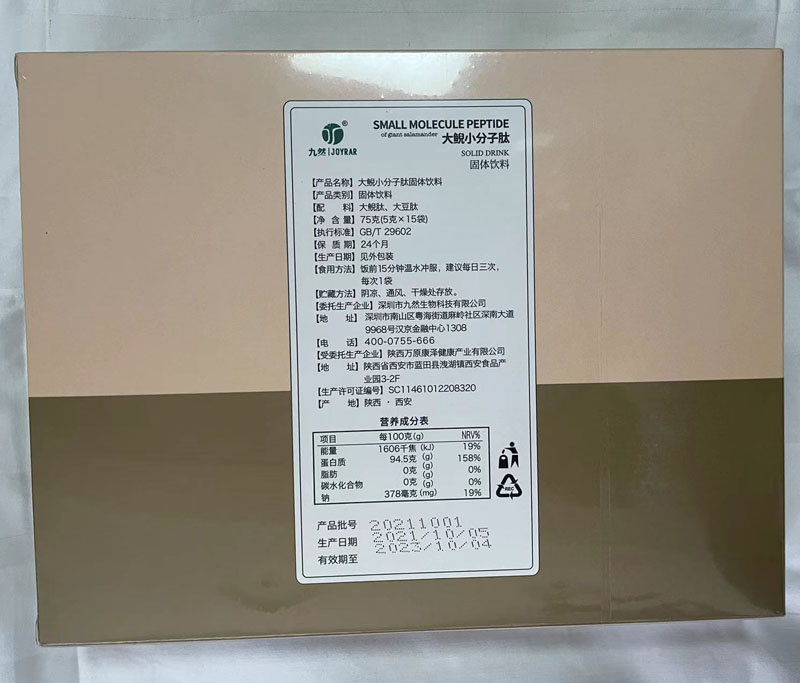 九然 | JOYRAR
SMALL MOLECULE PEPTIDE
of giant salamander 大鲵小分子肽
SOLID DRINK
固体饮料
【产品名称】大鲵小分子肽固体饮料
【产品类别】固体饮料
【配 料】大鲵肽、大豆肽
【净 含 量】75克(5克×15袋)
【执行标准】GB/T 29602
【保 质 期】24个月
【生产日期】见外包装
【食用方法】饭前15分钟温水冲服，建议每日三次，
每次1袋
【贮藏方法】阴凉、通风、干燥处存放。
【委托生产企业】深圳市九然生物科技有限公司
【地 址】深圳市南山区粤海街道麻岭社区深南大道
9968号汉京金融中心1308
【电 话】400-0755-666
【受委托生产企业】陕西万原康泽健康产业有限公司
【地 址】陕西省西安市蓝田县洩湖镇西安食品产
业园3-2F
【生产许可证编号】SC11461012208320
【产 地】陕西 · 西安
营养成分表
项目 每100克(g) NRV%
能量 1606千焦 (kJ) 19%
蛋白质 94.5克 (g) 158%
脂肪 0克 (g) 0%
碳水化合物 0克 (g) 0%
钠 378毫克 (mg) 19%
REC
产品批号 20211001
生产日期 2021/10/05
有效期至 2023/10/04